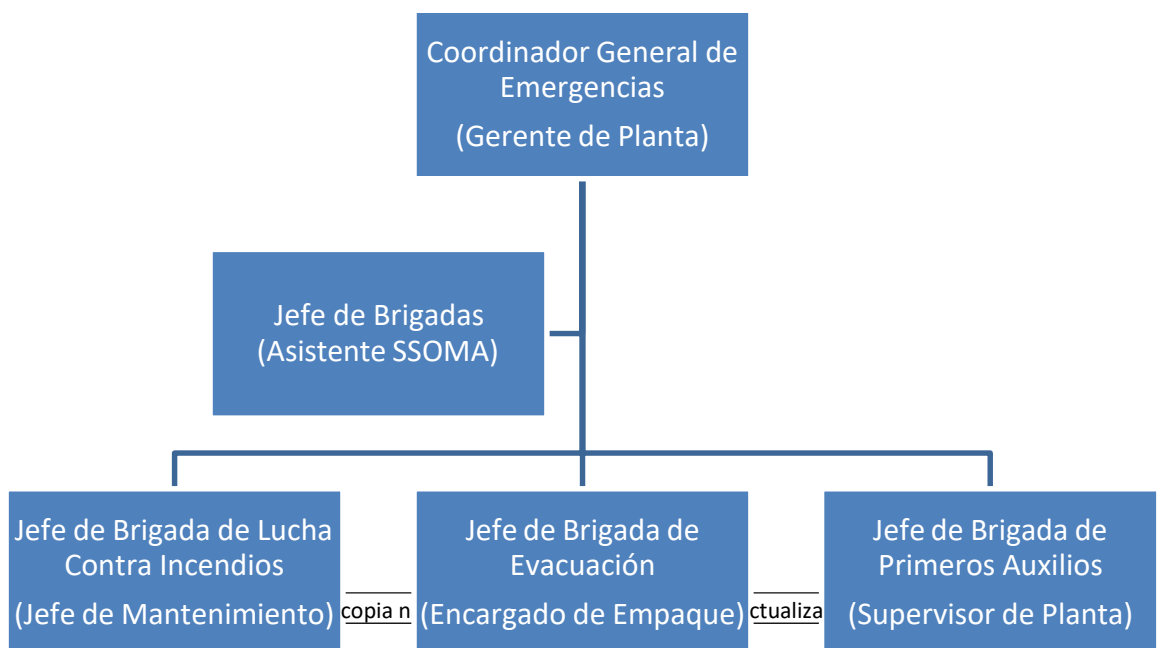 Coordinador General de
Emergencias
(Gerente de Planta)
Jefe de Brigadas
(Asistente SSOMA)
Jefe de Brigada de Lucha
Contra Incendios
(Jefe de Mantenimiento)
copia n
Jefe de Brigada de
Evacuación
(Encargado de Empaque)
ctualiza
Jefe de Brigada de
Primeros Auxilios
(Supervisor de Planta)